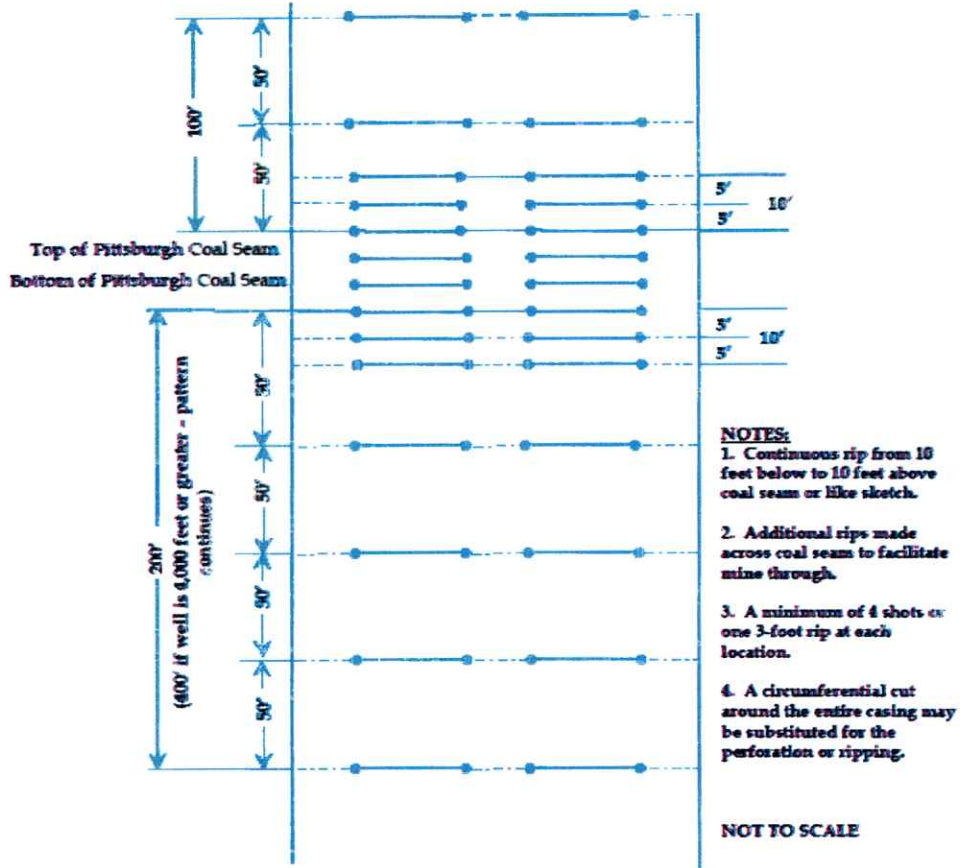 100'
50'
50'
5'
5'
10'
Top of Pittsburgh Coal Seam
Bottom of Pittsburgh Coal Seam
5'
5'
10'
200'
(400' if well is 4,000 feet or greater - pattern
continues)
50'
50'
50'
50'
NOTES:
1. Continuous rip from 10
feet below to 10 feet above
coal seam or like sketch.
2. Additional rips made
across coal seam to facilitate
mine through.
3. A minimum of 4 shots or
one 3-foot rip at each
location.
4. A circumferential cut
around the entire casing may
be substituted for the
perforation or ripping.
NOT TO SCALE